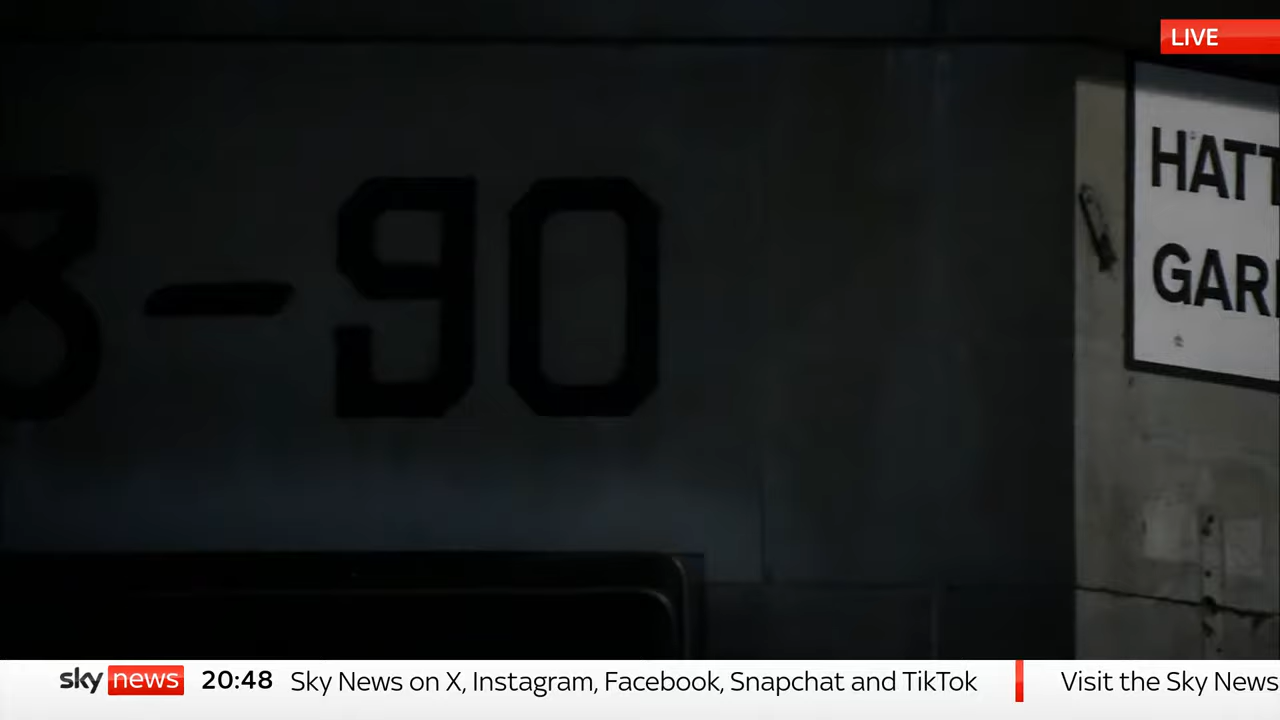 LIVE
8-90
HATT
GAR
sky news 20:48 Sky News on X, Instagram, Facebook, Snapchat and TikTok Visit the Sky News